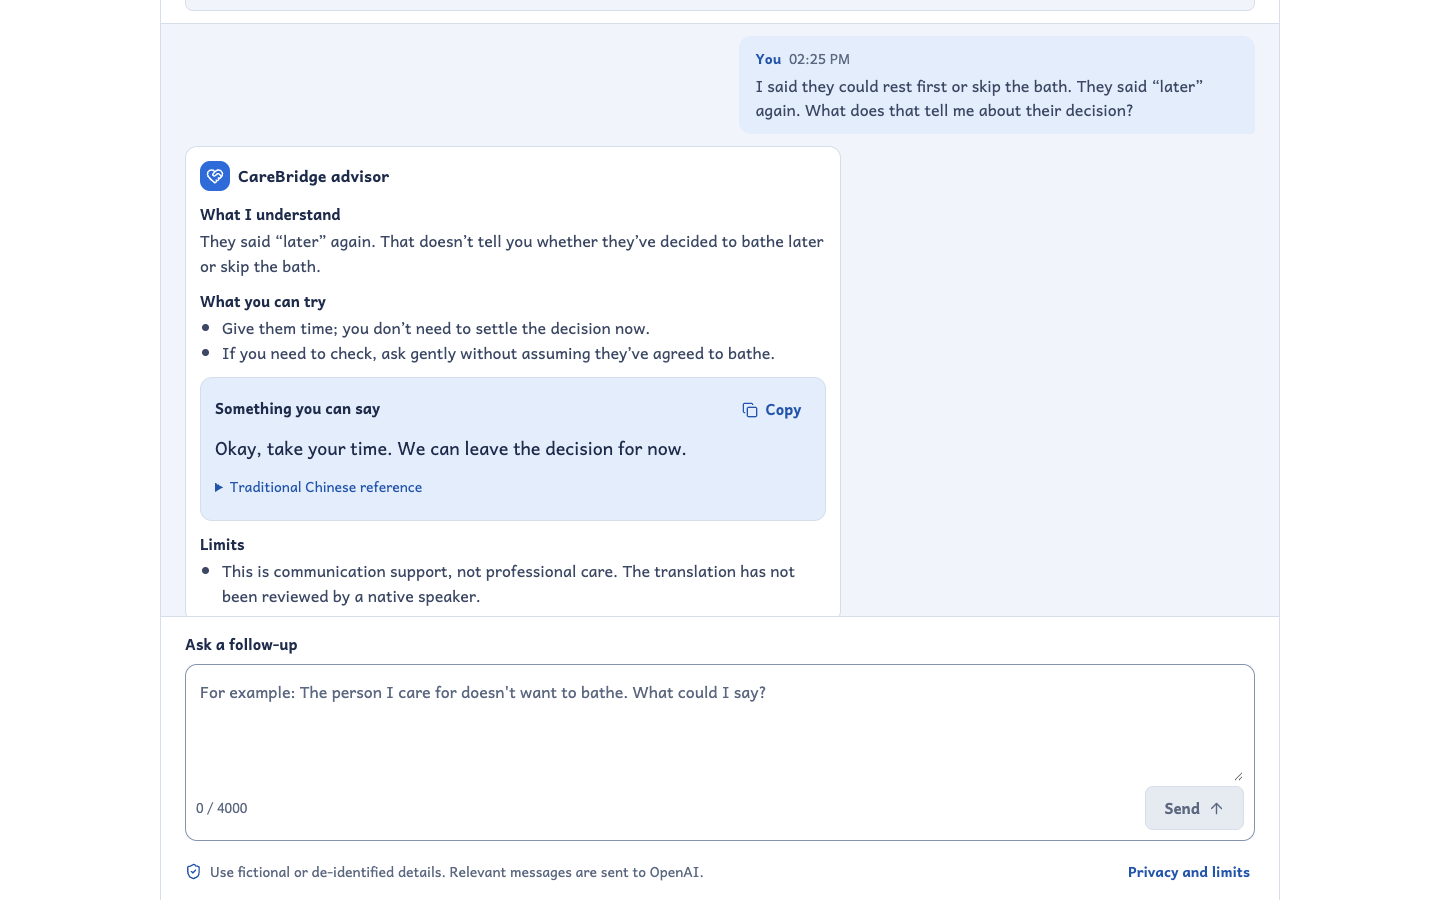 You 02:25 PM
I said they could rest first or skip the bath. They said “later”
again. What does that tell me about their decision?
CareBridge advisor
What I understand
They said “later” again. That doesn’t tell you whether they’ve decided to bathe later
or skip the bath.
What you can try
Give them time; you don’t need to settle the decision now.
If you need to check, ask gently without assuming they’ve agreed to bathe.
Something you can say
Copy
Okay, take your time. We can leave the decision for now.
Traditional Chinese reference
Limits
This is communication support, not professional care. The translation has not
been reviewed by a native speaker.
Ask a follow-up
For example: The person I care for doesn't want to bathe. What could I say?
0 / 4000
Send
Use fictional or de-identified details. Relevant messages are sent to OpenAI.
Privacy and limits